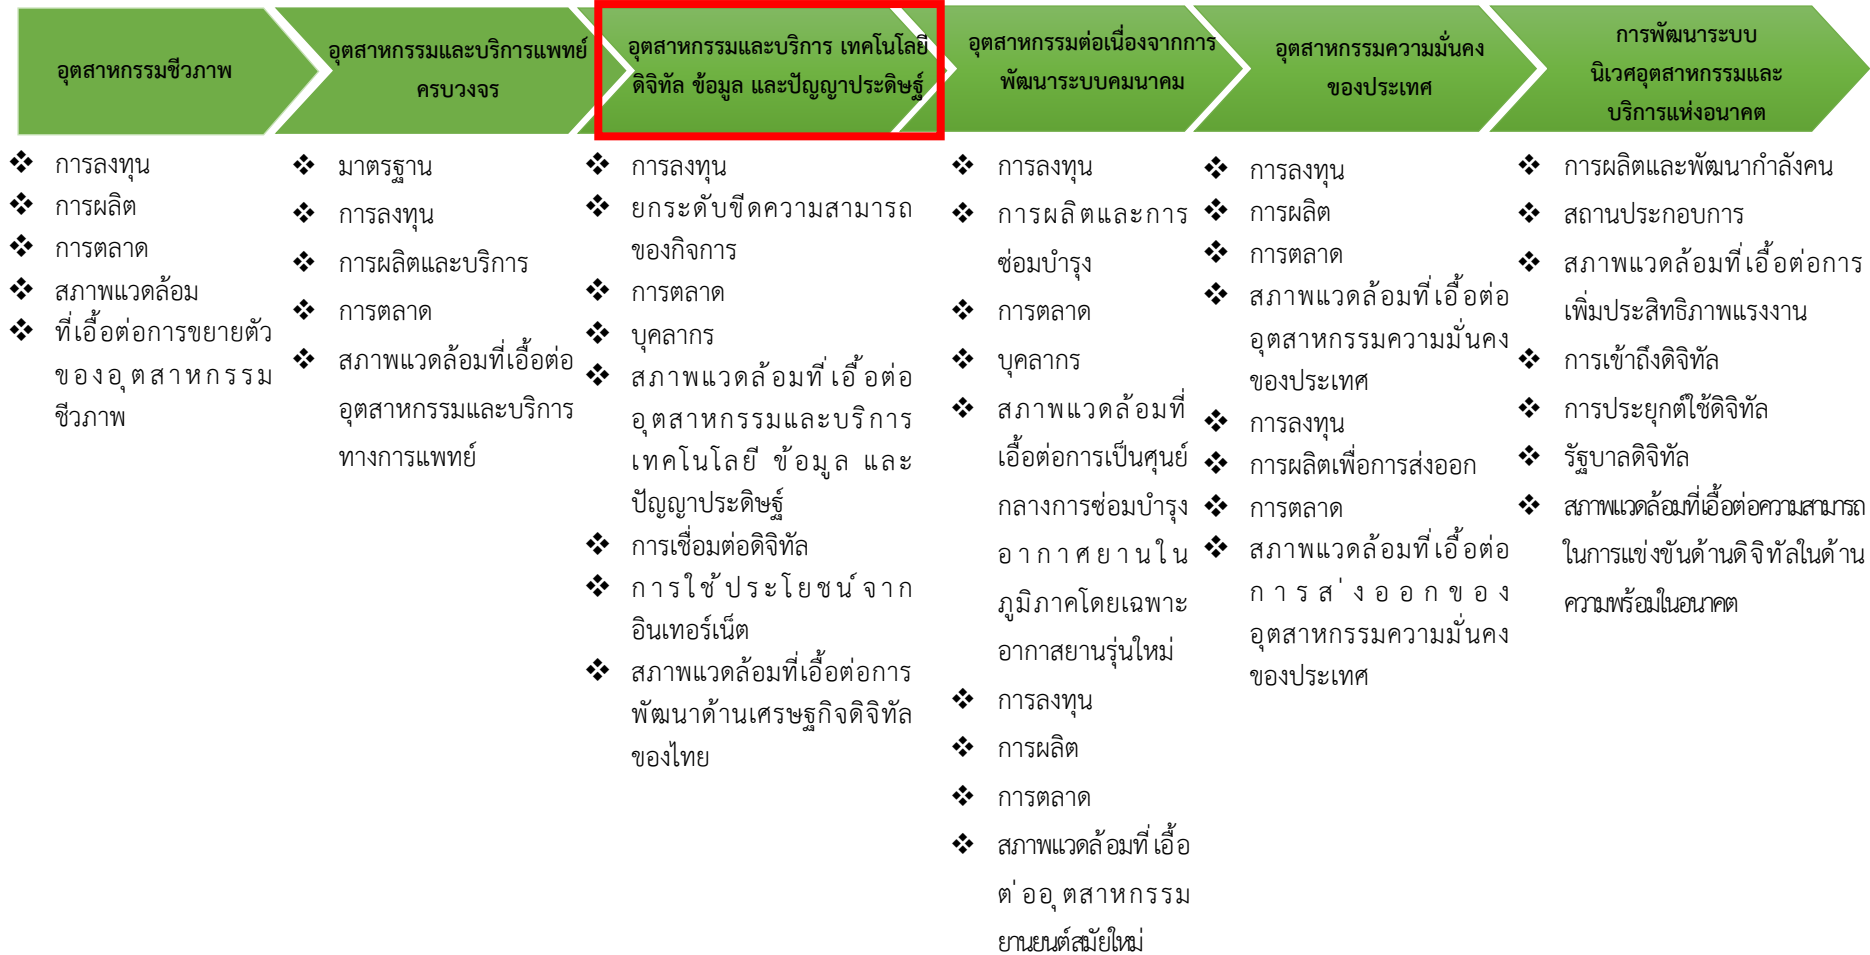 อุตสาหกรรมชีวภาพ
❖ การลงทุน
❖ การผลิต
❖ การตลาด
❖ สภาพแวดล้อม
❖ ที่เอื้อต่อการขยายตัว
ของอุตสาหกรรม
ชีวภาพ
อุตสาหกรรมและบริการแพทย์
ครบวงจร
❖ มาตรฐาน
❖ การลงทุน
❖ การผลิตและบริการ
❖ การตลาด
❖ สภาพแวดล้อมที่เอื้อต่อ
อุตสาหกรรมและบริการ
ทางการแพทย์
อุตสาหกรรมและบริการ เทคโนโลยี
ดิจิทัล ข้อมูล และปัญญาประดิษฐ์
❖ การลงทุน
❖ ยกระดับขีดความสามารถ
ของกิจการ
❖ การตลาด
❖ บุคลากร
❖ สภาพแวดล้อมที่เอื้อต่อ
อุตสาหกรรมและบริการ
เทคโนโลยี ข้อมูล และ
ปัญญาประดิษฐ์
❖ การเชื่อมต่อดิจิทัล
❖ การใช้ประโยชน์จาก
อินเทอร์เน็ต
❖ สภาพแวดล้อมที่เอื้อต่อการ
พัฒนาด้านเศรษฐกิจดิจิทัล
ของไทย
อุตสาหกรรมต่อเนื่องจากการ
พัฒนาระบบคมนาคม
❖ การลงทุน
❖ การผลิตและการ
ซ่อมบำรุง
❖ การตลาด
❖ บุคลากร
❖ สภาพแวดล้อมที่
เอื้อต่อการเป็นศูนย์
กลางการซ่อมบำรุง
อากาศยานใน
ภูมิภาคโดยเฉพาะ
อากาสยานรุ่นใหม่
❖ การลงทุน
❖ การผลิต
❖ การตลาด
❖ สภาพแวดล้อมที่เอื้อ
ต่ออุตสาหกรรม
ยานยนต์สมัยใหม่
อุตสาหกรรมความมั่นคง
ของประเทศ
❖ การลงทุน
❖ การผลิต
❖ การตลาด
❖ สภาพแวดล้อมที่เอื้อต่อ
อุตสาหกรรมความมั่นคง
ของประเทศ
❖ การลงทุน
❖ การผลิตเพื่อการส่งออก
❖ การตลาด
❖ สภาพแวดล้อมที่เอื้อต่อ
การส่งออกของ
อุตสาหกรรมความมั่นคง
ของประเทศ
การพัฒนาระบบ
นิเวศอุตสาหกรรมและ
บริการแห่งอนาคต
❖ การผลิตและพัฒนากำลังคน
❖ สถานประกอบการ
❖ สภาพแวดล้อมที่เอื้อต่อการ
เพิ่มประสิทธิภาพแรงงาน
❖ การเข้าถึงดิจิทัล
❖ การประยุกต์ใช้ดิจิทัล
❖ รัฐบาลดิจิทัล
❖ สภาพแวดล้อมที่เอื้อต่อความสามารถ
ในการแข่งขันด้านดิจิทัลในด้าน
ความพร้อมในอนาคต